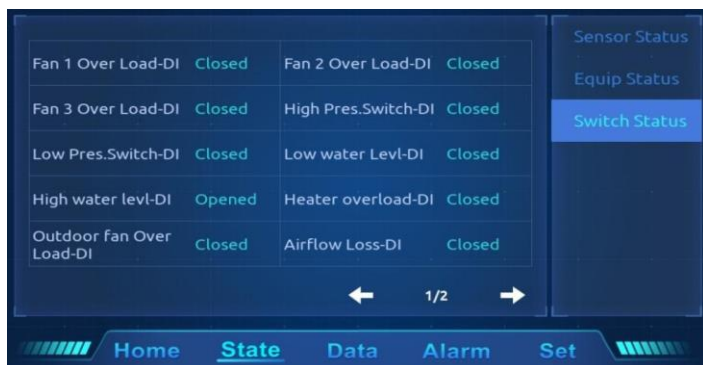 Sensor Status
Fan 1 Over Load-DI Closed Fan 2 Over Load-DI Closed
Equip Status
Fan 3 Over Load-DI Closed High Pres.Switch-DI Closed
Switch Status
Low Pres.Switch-DI Closed Low water Levl-DI Closed
High water levl-DI Opened Heater overload-DI Closed
Outdoor fan Over
Load-DI Closed Airflow Loss-DI Closed
1/2
Home State Data Alarm Set